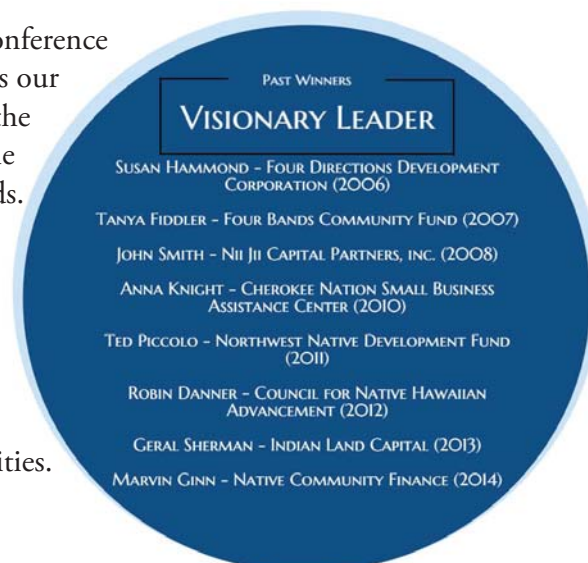 onference
s our
the
e
ds.
ities.
PAST WINNERS
VISIONARY LEADER
SUSAN HAMMOND – FOUR DIRECTIONS DEVELOPMENT
CORPORATION (2006)
TANYA FIDDLER – FOUR BANDS COMMUNITY FUND (2007)
JOHN SMITH – NII JII CAPITAL PARTNERS, INC. (2008)
ANNA KNIGHT – CHEROKEE NATION SMALL BUSINESS
ASSISTANCE CENTER (2010)
TED PICCOLO – NORTHWEST NATIVE DEVELOPMENT FUND
(2011)
ROBIN DANNER – COUNCIL FOR NATIVE HAWAIIAN
ADVANCEMENT (2012)
GERAL SHERMAN – INDIAN LAND CAPITAL (2013)
MARVIN GINN – NATIVE COMMUNITY FINANCE (2014)